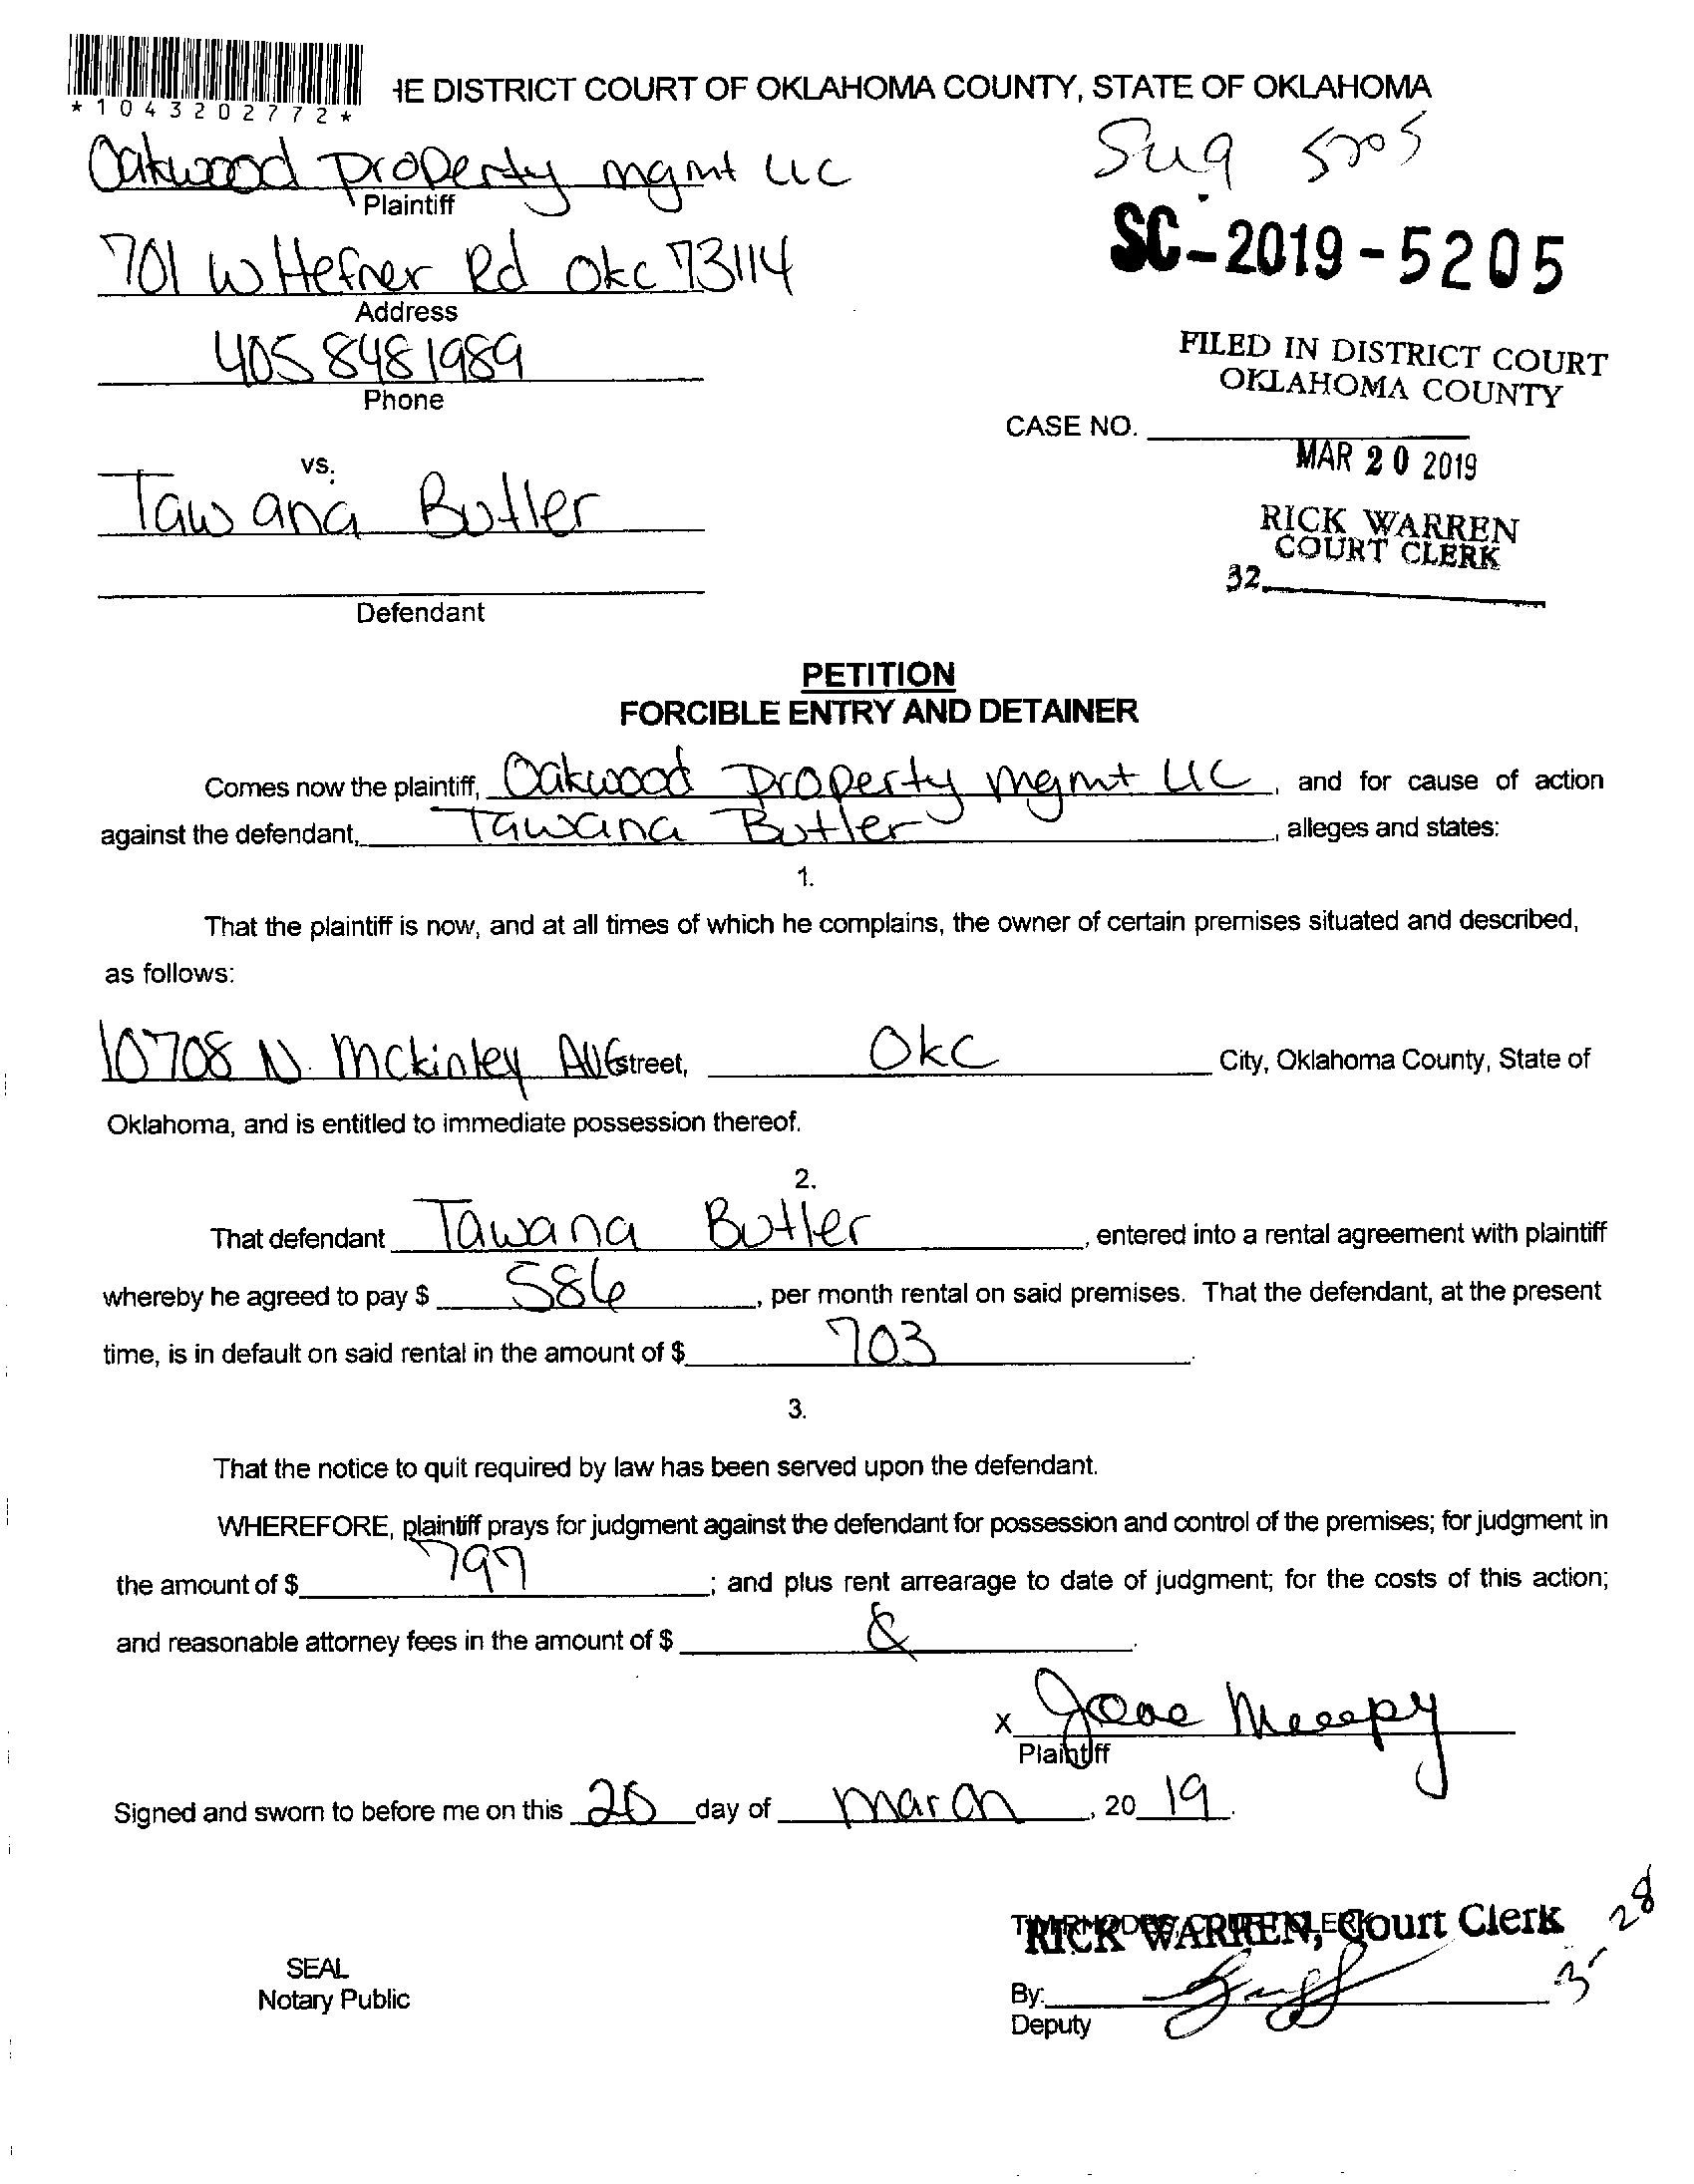 *1043202772*
HE DISTRICT COURT OF OKLAHOMA COUNTY, STATE OF OKLAHOMA
Oakwood Property mgmt LLC
Plaintiff
SC-2019-5205
701 W Hefner Rd Okc 73114
Address
405 848 1989
Phone
FILED IN DISTRICT COURT
OKLAHOMA COUNTY
CASE NO.
MAR 20 2019
vs.
Tawana Butler
RICK WARREN
COURT CLERK
32
Defendant
PETITION
FORCIBLE ENTRY AND DETAINER
Comes now the plaintiff, Oakwood Property mgmt LLC, and for cause of action
against the defendant, Tawana Butler, alleges and states:
1.
That the plaintiff is now, and at all times of which he complains, the owner of certain premises situated and described,
as follows:
10708 N. Mckinley AVE street, OKC City, Oklahoma County, State of
Oklahoma, and is entitled to immediate possession thereof.
2.
That defendant Tawana Butler, entered into a rental agreement with plaintiff
whereby he agreed to pay $ 586, per month rental on said premises. That the defendant, at the present
time, is in default on said rental in the amount of $ 703.
3.
That the notice to quit required by law has been served upon the defendant.
WHEREFORE, plaintiff prays for judgment against the defendant for possession and control of the premises; for judgment in
the amount of $ 797; and plus rent arrearage to date of judgment; for the costs of this action;
and reasonable attorney fees in the amount of $
x
Plaintiff
Signed and sworn to before me on this 20 day of March, 20 19.
RICK WARREN, Court Clerk
SEAL
Notary Public
By:
Deputy
3-28